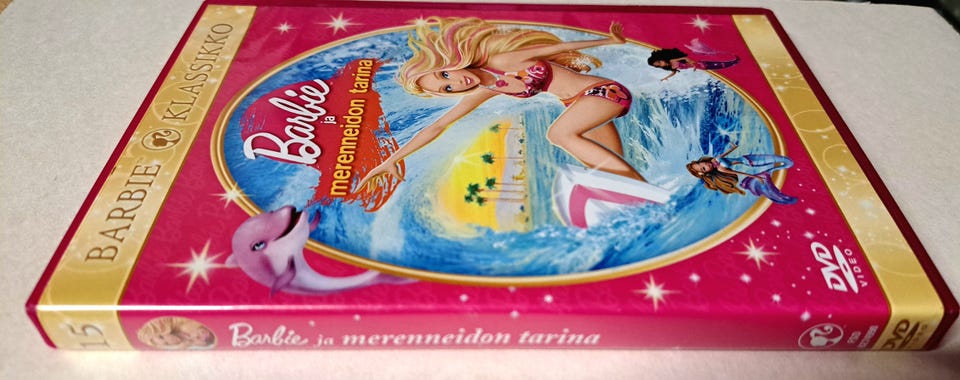 BARBIE KLASSIKKO
Barbie
ja
merenneidon tarina
DVD
VIDEO
15
Barbie ja merenneidon tarina
DVD